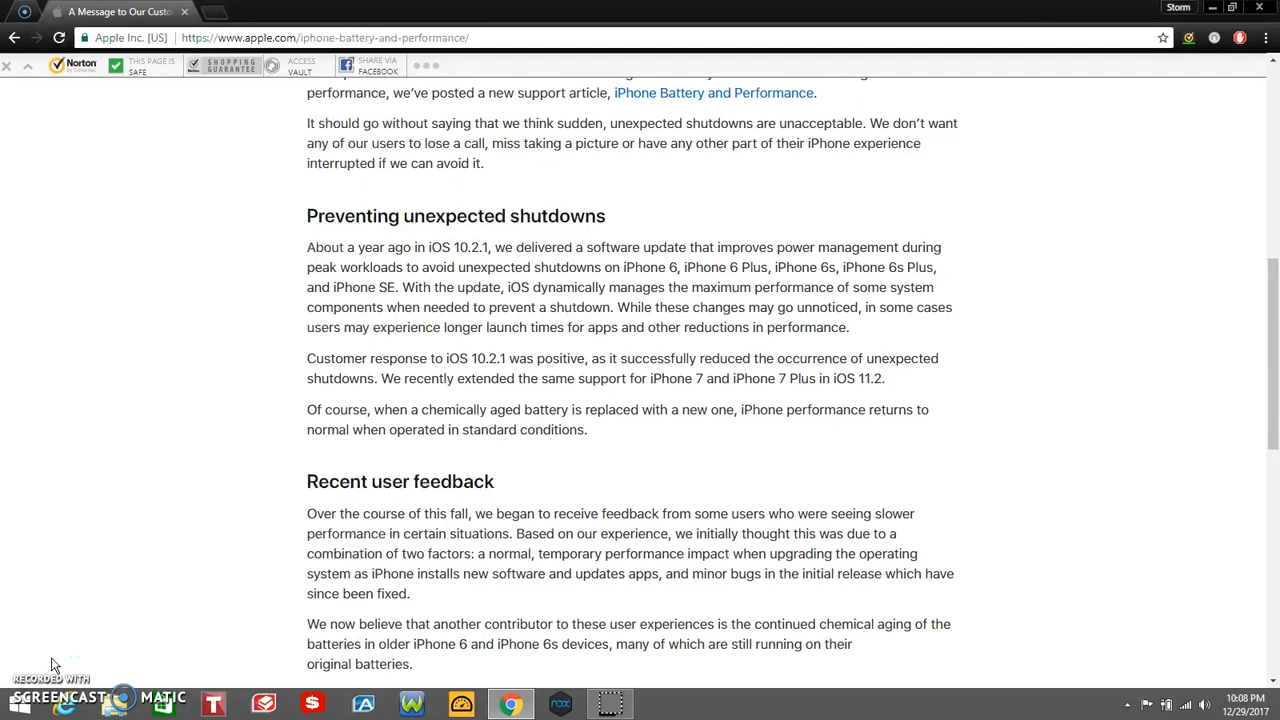 A Message to Our Custo
Storm
Apple Inc. [US]
https://www.apple.com/iphone-battery-and-performance/
Norton
by Symantec
THIS PAGE IS
SAFE
Norton
SHOPPING
GUARANTEE
ACCESS
VAULT
SHARE VIA
FACEBOOK
performance, we’ve posted a new support article, iPhone Battery and Performance.
It should go without saying that we think sudden, unexpected shutdowns are unacceptable. We don’t want
any of our users to lose a call, miss taking a picture or have any other part of their iPhone experience
interrupted if we can avoid it.
Preventing unexpected shutdowns
About a year ago in iOS 10.2.1, we delivered a software update that improves power management during
peak workloads to avoid unexpected shutdowns on iPhone 6, iPhone 6 Plus, iPhone 6s, iPhone 6s Plus,
and iPhone SE. With the update, iOS dynamically manages the maximum performance of some system
components when needed to prevent a shutdown. While these changes may go unnoticed, in some cases
users may experience longer launch times for apps and other reductions in performance.
Customer response to iOS 10.2.1 was positive, as it successfully reduced the occurrence of unexpected
shutdowns. We recently extended the same support for iPhone 7 and iPhone 7 Plus in iOS 11.2.
Of course, when a chemically aged battery is replaced with a new one, iPhone performance returns to
normal when operated in standard conditions.
Recent user feedback
Over the course of this fall, we began to receive feedback from some users who were seeing slower
performance in certain situations. Based on our experience, we initially thought this was due to a
combination of two factors: a normal, temporary performance impact when upgrading the operating
system as iPhone installs new software and updates apps, and minor bugs in the initial release which have
since been fixed.
We now believe that another contributor to these user experiences is the continued chemical aging of the
batteries in older iPhone 6 and iPhone 6s devices, many of which are still running on their
original batteries.
RECORDED WITH
SCREENCAST MATIC
nox
10:08 PM
12/29/2017